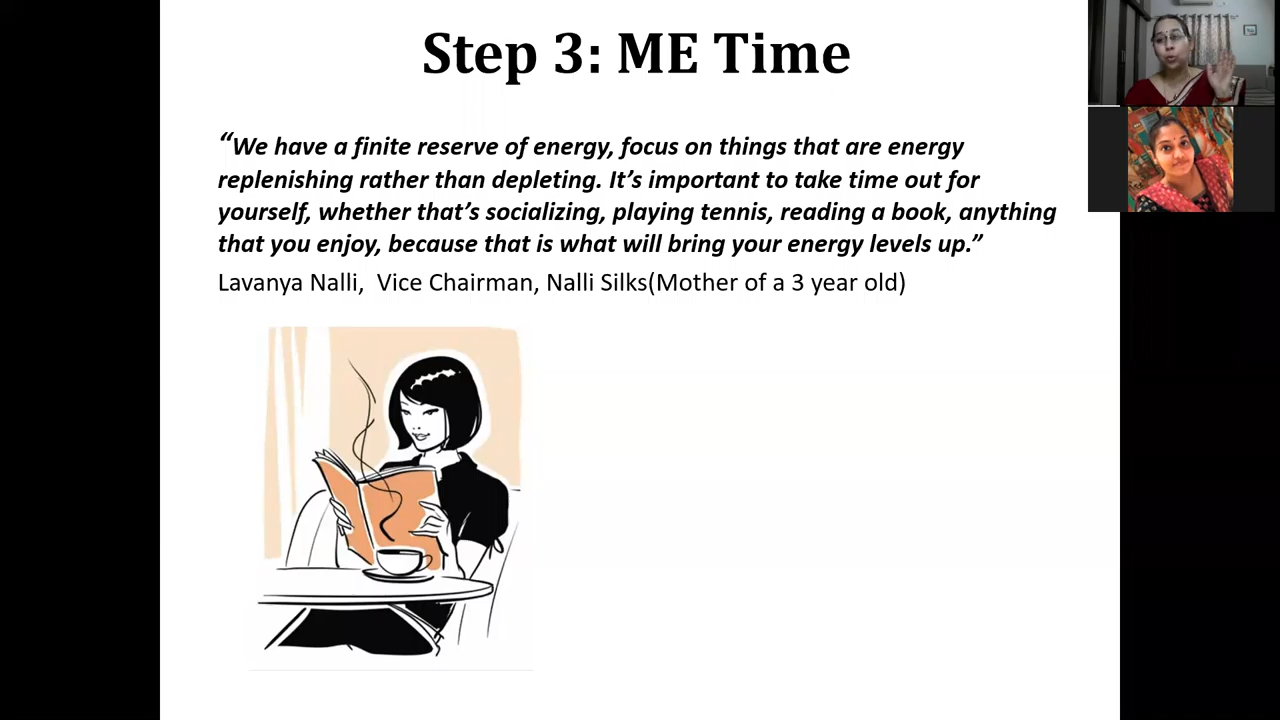 Step 3: ME Time
“We have a finite reserve of energy, focus on things that are energy
replenishing rather than depleting. It’s important to take time out for
yourself, whether that’s socializing, playing tennis, reading a book, anything
that you enjoy, because that is what will bring your energy levels up.”
Lavanya Nalli,  Vice Chairman, Nalli Silks(Mother of a 3 year old)